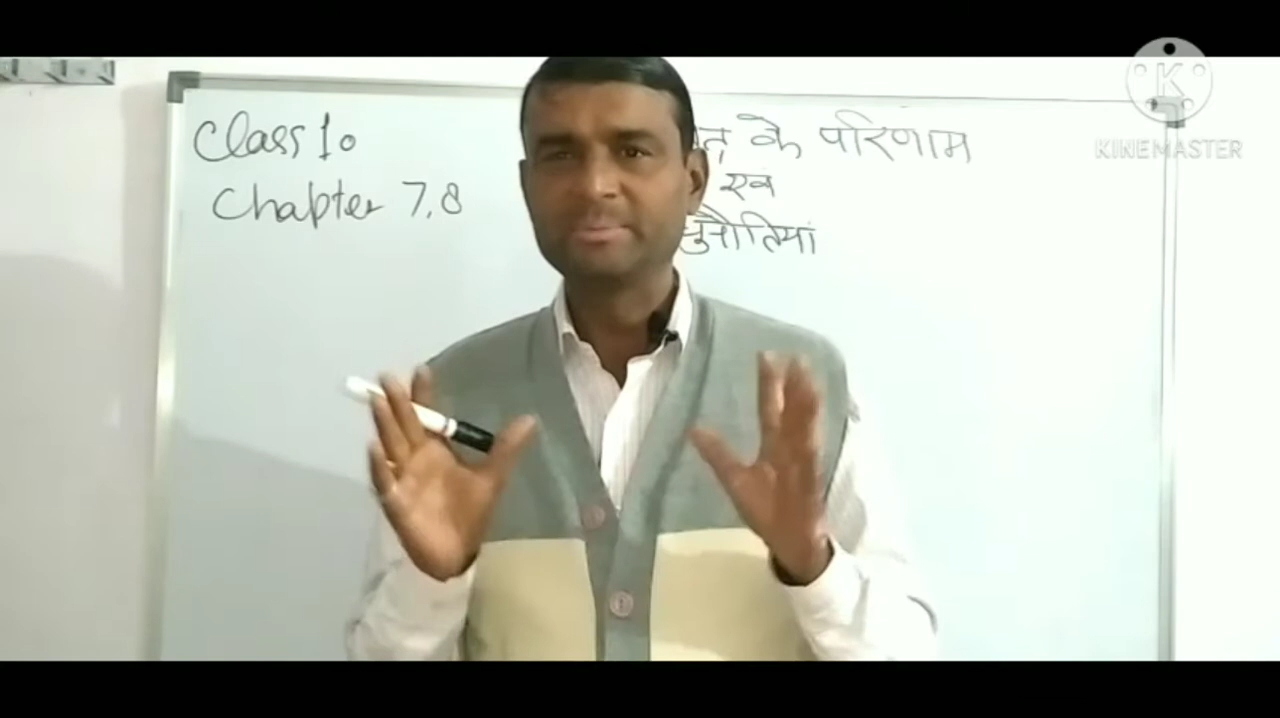 Class 10
Chapter 7,8
के परिणाम
एवं
चुनौतियां
K
KINEMASTER